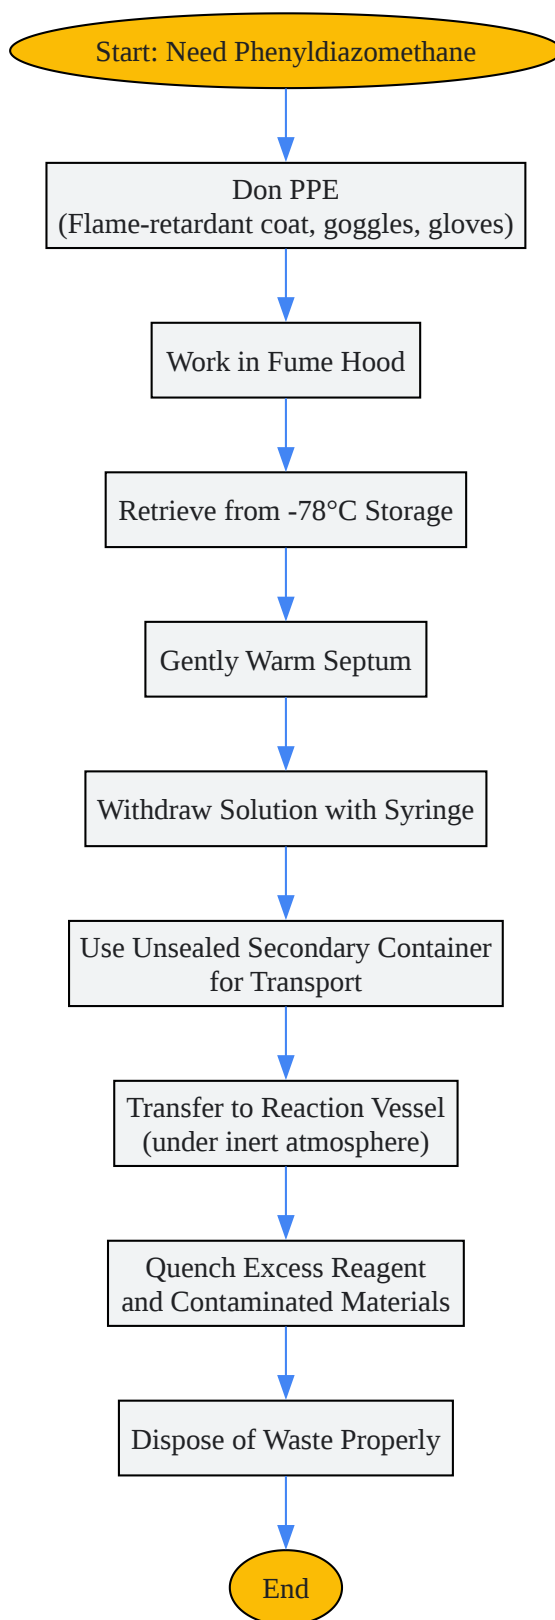 Start: Need Phenyldiazomethane
Don PPE
(Flame-retardant coat, goggles, gloves)
Work in Fume Hood
Retrieve from -78°C Storage
Gently Warm Septum
Withdraw Solution with Syringe
Use Unsealed Secondary Container
for Transport
Transfer to Reaction Vessel
(under inert atmosphere)
Quench Excess Reagent
and Contaminated Materials
Dispose of Waste Properly
End